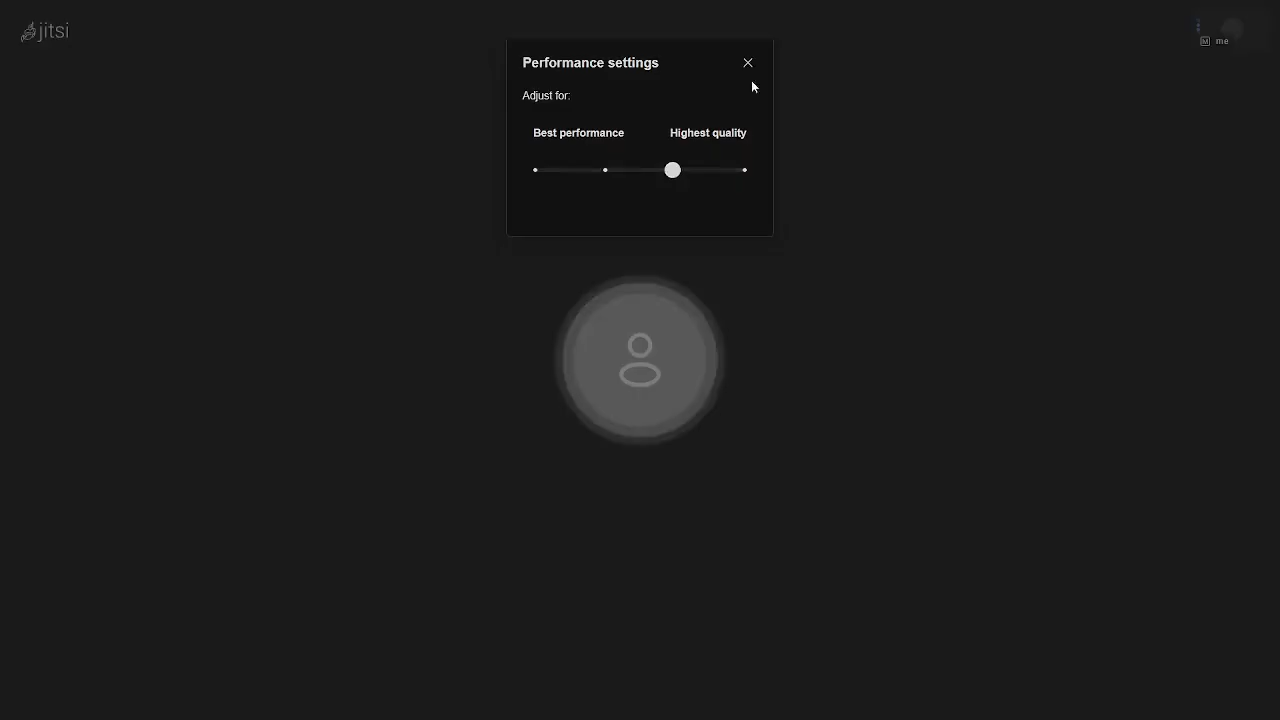 jitsi
me
Performance settings
Adjust for:
Best performance Highest quality